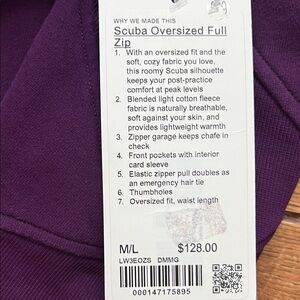 WHY WE MADE THIS
Scuba Oversized Full
Zip
1. With an oversized fit and the
soft, cozy fabric you love,
this roomy Scuba silhouette
keeps your post-practice
comfort at peak levels
2. Blended light cotton fleece
fabric is naturally breathable,
soft against your skin, and
provides lightweight warmth
3. Zipper garage keeps chafe in
check
4. Front pockets with interior
card sleeve
5. Elastic zipper pull doubles as
an emergency hair tie
6. Thumbholes
7. Oversized fit, waist length
M/L $128.00
LW3EOZS DMMG
000147175895